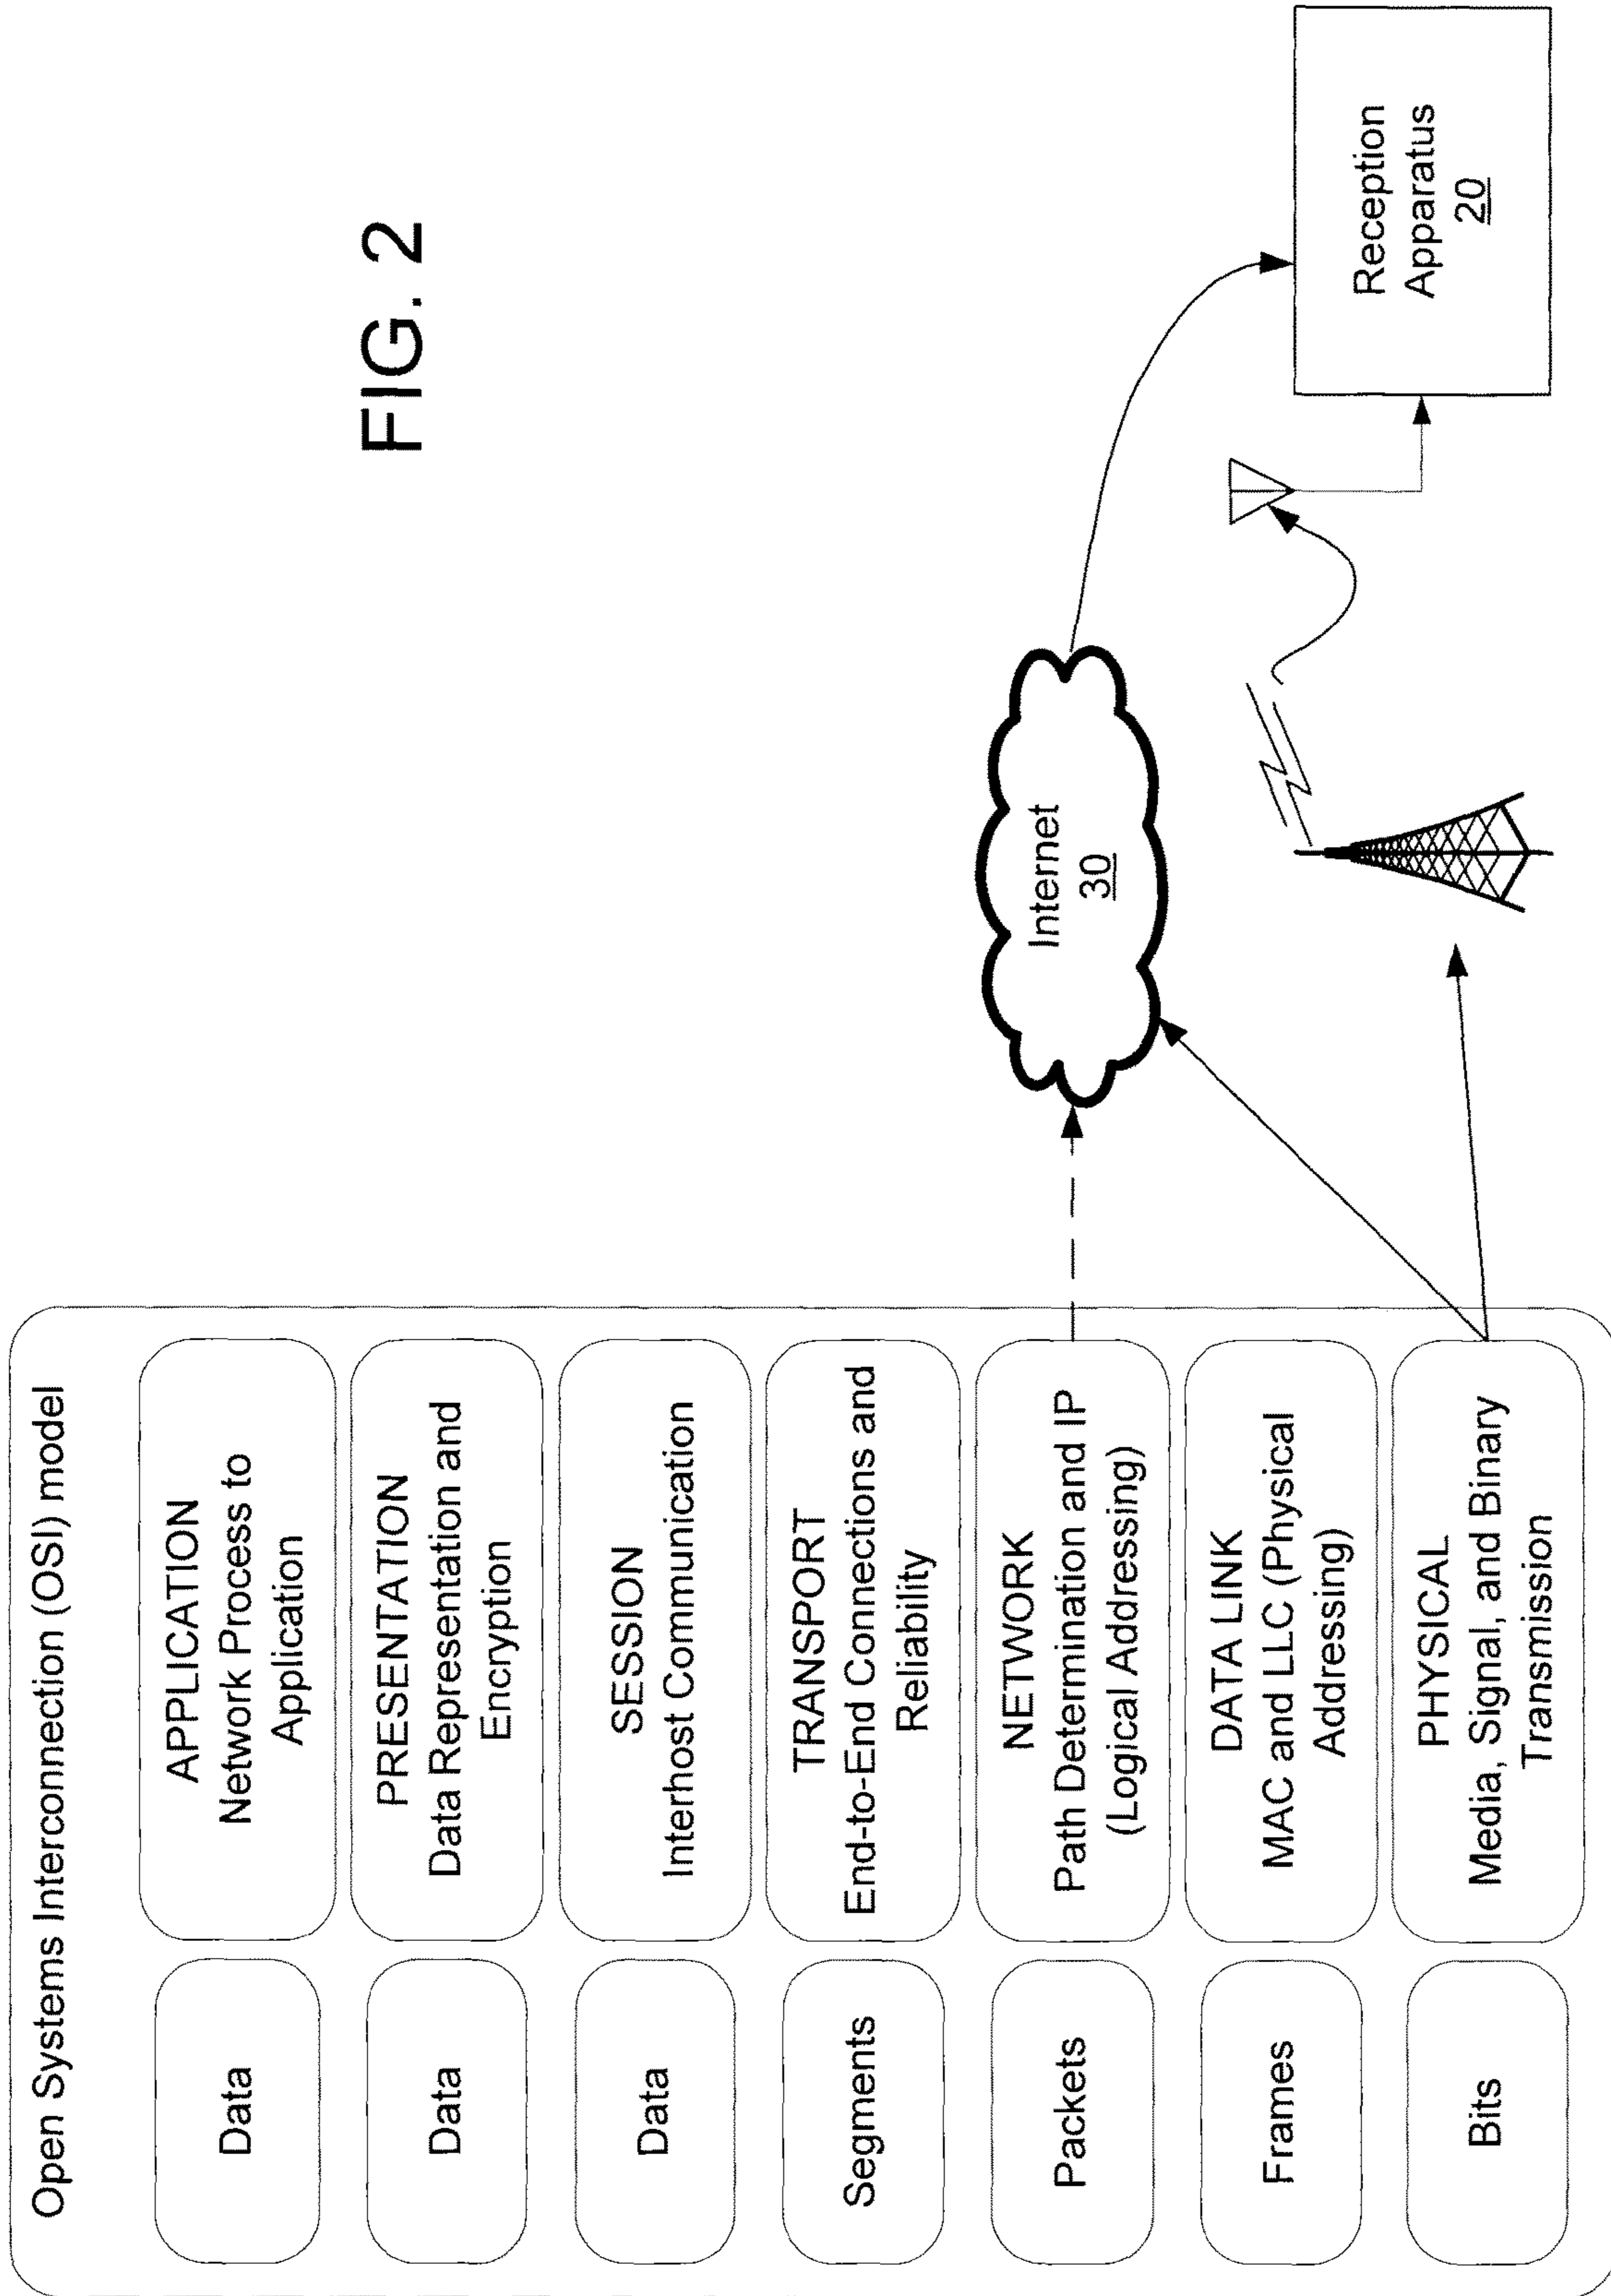 Open Systems Interconnection (OSI) model
Data
APPLICATION
Network Process to
Application
Data
PRESENTATION
Data Representation and
Encryption
Data
SESSION
Interhost Communication
Segments
TRANSPORT
End-to-End Connections and
Reliability
Packets
NETWORK
Path Determination and IP
(Logical Addressing)
Frames
DATA LINK
MAC and LLC (Physical
Addressing)
Bits
PHYSICAL
Media, Signal, and Binary
Transmission
Internet
30
Reception
Apparatus
20
FIG. 2